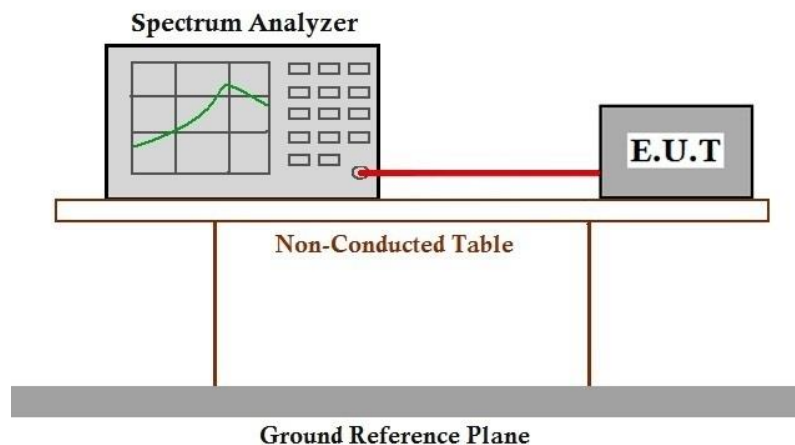 Spectrum Analyzer
E.U.T
Non-Conducted Table
Ground Reference Plane